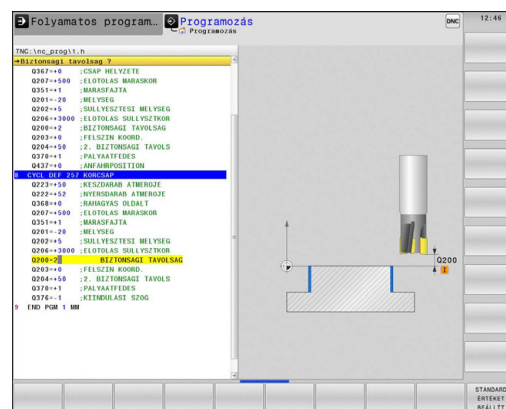 Folyamatos program… Programozás DNC 12:46
Programozás
TNC:\nc_prog\1.h
→Biztonsagi tavolsag ?
Q367=+0 ;CSAP HELYZETE
Q207=+500 ;ELOTOLAS MARASKOR
Q351=+1 ;MARASFAJTA
Q201=-20 ;MELYSEG
Q202=+5 ;SULLYESZTESI MELYSEG
Q206=+3000 ;ELOTOLAS SULLYSZTKOR
Q200=+2 ;BIZTONSAGI TAVOLSAG
Q203=+0 ;FELSZIN KOORD.
Q204=+50 ;2. BIZTONSAGI TAVOLS
Q370=+1 ;PALYAATFEDES
Q437=+0 ;ANFAHRPOSITION
8 CYCL DEF 257 KORCSAP
Q223=+50 ;KESZDARAB ATMEROJE
Q222=+52 ;NYERSDARAB ATMEROJE
Q368=+0 ;RAHAGYAS OLDALT
Q207=+500 ;ELOTOLAS MARASKOR
Q351=+1 ;MARASFAJTA
Q201=-20 ;MELYSEG
Q202=+5 ;SULLYESZTESI MELYSEG
Q206=+3000 ;ELOTOLAS SULLYSZTKOR
Q200=2 BIZTONSAGI TAVOLSAG
Q203=+0 ;FELSZIN KOORD.
Q204=+50 ;2. BIZTONSAGI TAVOLS
Q370=+1 ;PALYAATFEDES
Q376=-1 ;KIINDULASI SZOG
9 END PGM 1 MM
Q200
I
STANDARD
ÉRTÉKET
BEÁLLÍT